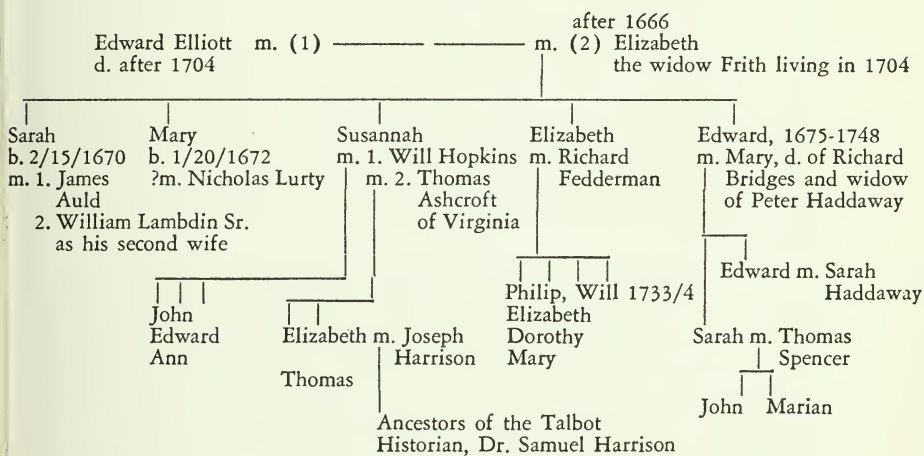 after 1666
Edward Elliott m. (1) m. (2) Elizabeth
d. after 1704 the widow Frith living in 1704
Sarah
b. 2/15/1670
m. 1. James
Auld
2. William Lambdin Sr.
as his second wife
Mary
b. 1/20/1672
?m. Nicholas Lurty
Susannah
m. 1. Will Hopkins
m. 2. Thomas
Ashcroft
of Virginia
Elizabeth
m. Richard
Fedderman
Edward, 1675-1748
m. Mary, d. of Richard
Bridges and widow
of Peter Haddaway
John
Edward
Ann
Elizabeth m. Joseph
Harrison
Thomas
Ancestors of the Talbot
Historian, Dr. Samuel Harrison
Philip, Will 1733/4
Elizabeth
Dorothy
Mary
Edward m. Sarah
Haddaway
Sarah m. Thomas
Spencer
John Marian